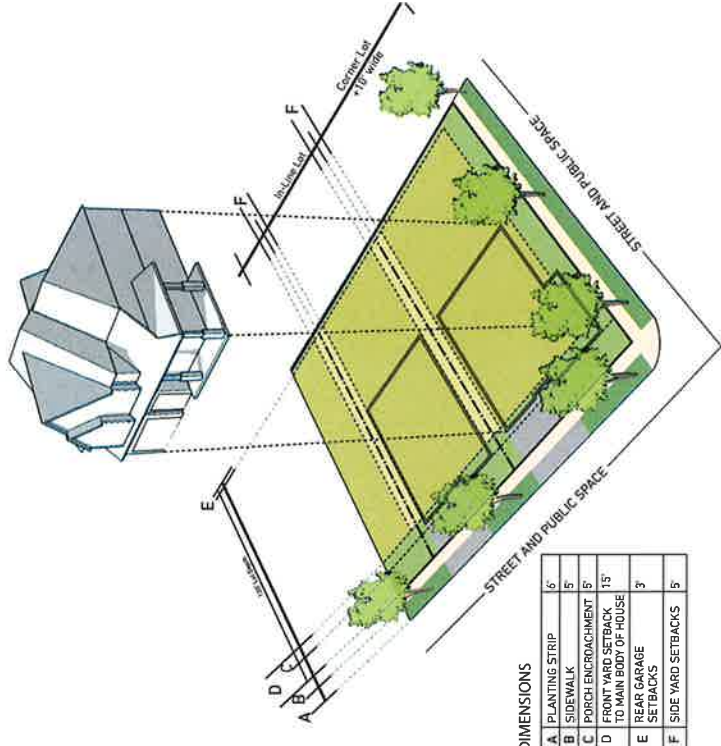 Corner Lot
+10' wide
F
In-Line Lot
F
E
D
C
B
A
STREET AND PUBLIC SPACE
STREET AND PUBLIC SPACE
DIMENSIONS
A PLANTING STRIP 6'
B SIDEWALK 5'
C PORCH ENCROACHMENT 5'
D FRONT YARD SETBACK 15'
TO MAIN BODY OF HOUSE
E REAR GARAGE 3'
SETBACKS
F SIDE YARD SETBACKS 5'